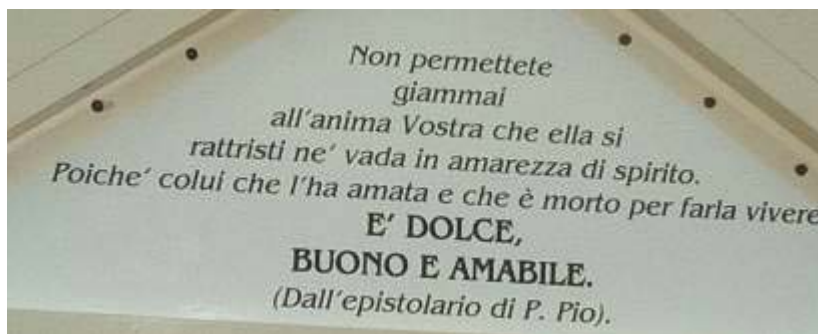 Non permettete
giammai
all'anima Vostra che ella si
rattristi ne' vada in amarezza di spirito.
Poiche' colui che l'ha amata e che è morto per farla vivere
E' DOLCE,
BUONO E AMABILE.
(Dall'epistolario di P. Pio).